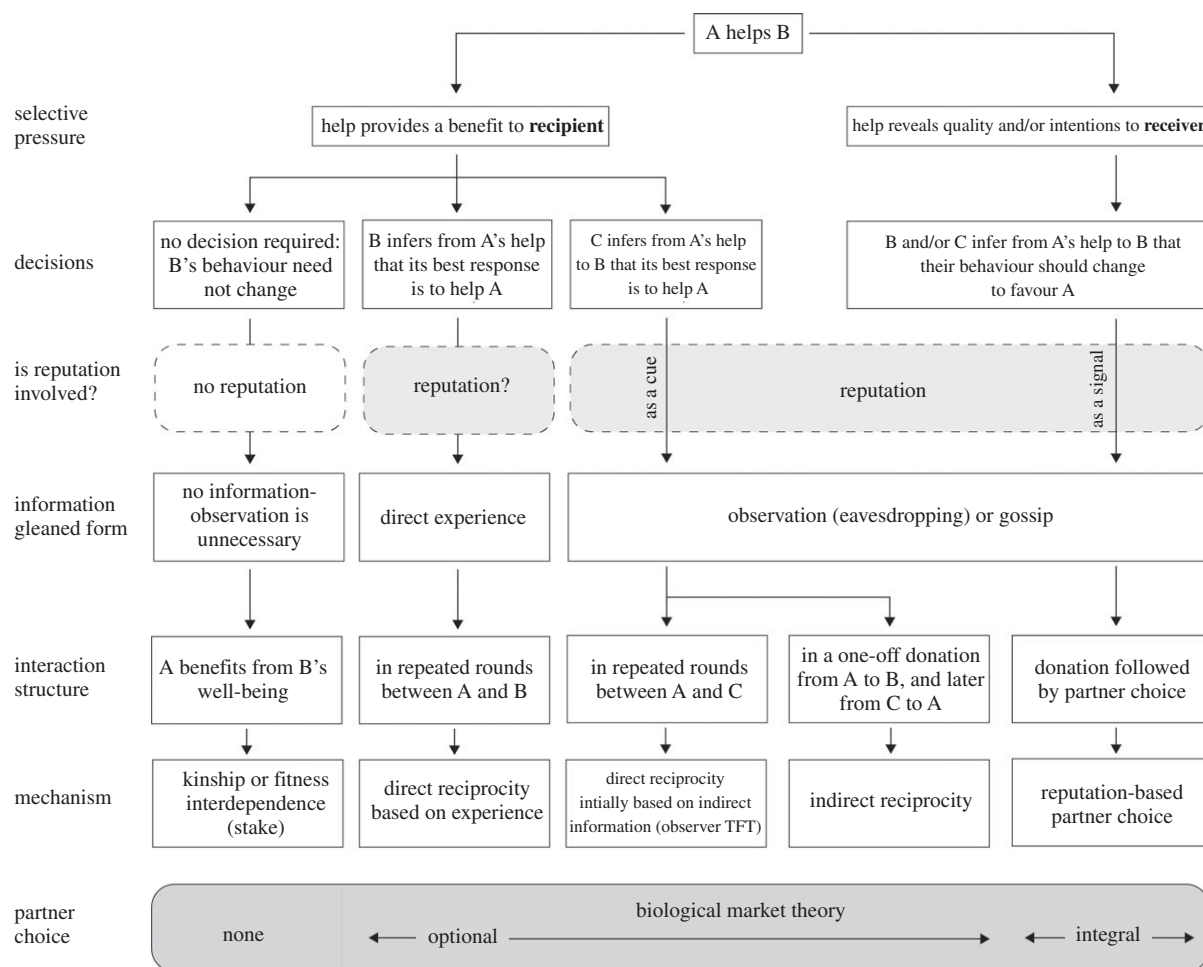 A helps B
selective
pressure
help provides a benefit to recipient
help reveals quality and/or intentions to receiver
decisions
no decision required:
B's behaviour need
not change
B infers from A's help
that its best response
is to help A
C infers from A's help
to B that its best response
is to help A
B and/or C infer from A's help to B that
their behaviour should change
to favour A
is reputation
involved?
no reputation
reputation?
as a cue
reputation
as a signal
information
gleaned form
no information-
observation is
unnecessary
direct experience
observation (eavesdropping) or gossip
interaction
structure
A benefits from B's
well-being
in repeated rounds
between A and B
in repeated rounds
between A and C
in a one-off donation
from A to B, and later
from C to A
donation followed
by partner choice
mechanism
kinship or fitness
interdependence
(stake)
direct reciprocity
based on experience
direct reciprocity
intially based on indirect
information (observer TFT)
indirect reciprocity
reputation-based
partner choice
partner
choice
biological market theory
none
optional
integral